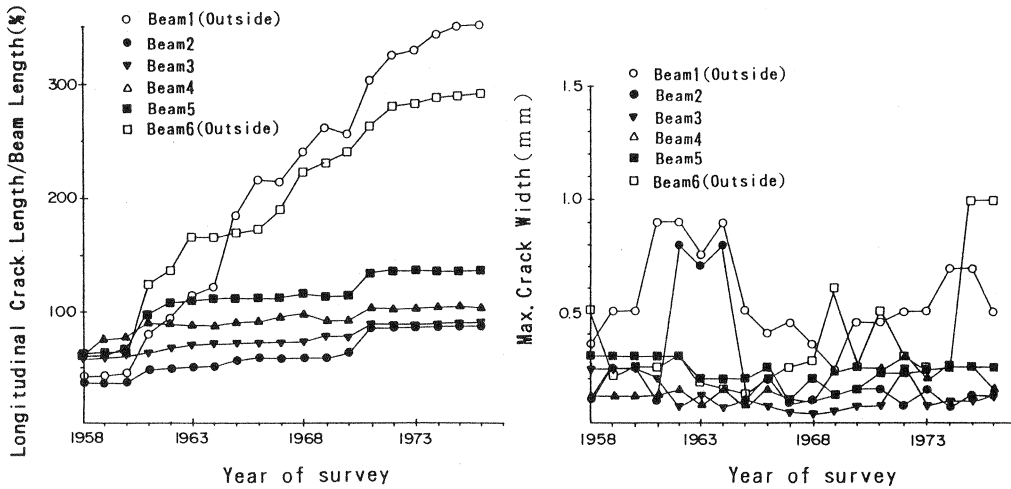 Longitudinal Crack.Length/Beam Length(%)
Beam1(Outside)
Beam2
Beam3
Beam4
Beam5
Beam6(Outside)
300
200
100
1958 1963 1968 1973
Year of survey
Max. Crack Width(mm)
Beam1(Outside)
Beam2
Beam3
Beam4
Beam5
Beam6(Outside)
1.5
1.0
0.5
1958 1963 1968 1973
Year of survey